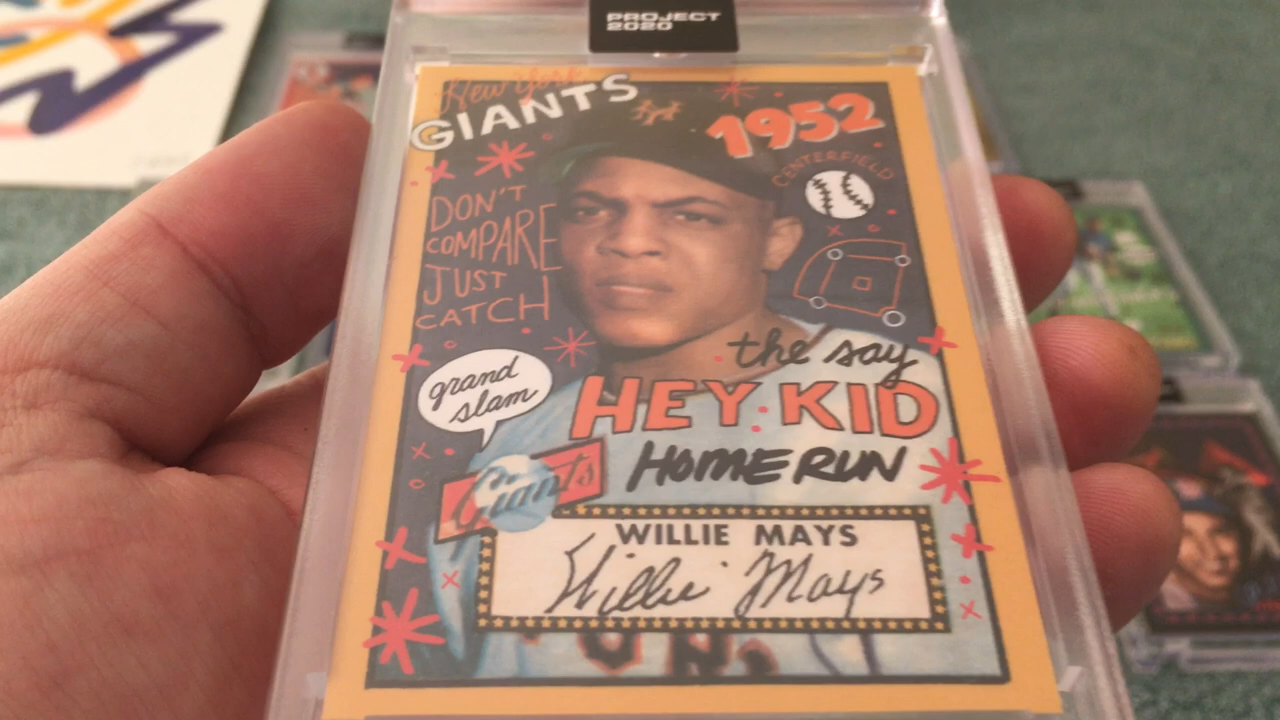 PROJECT
2020
New York
GIANTS
1952
CENTERFIELD
DON'T
COMPARE
JUST
CATCH
the say
HEY KID
HOME RUN
grand
slam
Giants
WILLIE MAYS
Willie Mays